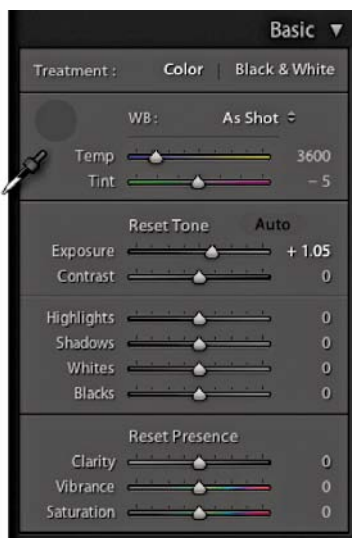 Basic ▼
Treatment : Color | Black & White
WB : As Shot
Temp 3600
Tint – 5
Reset Tone Auto
Exposure + 1.05
Contrast 0
Highlights 0
Shadows 0
Whites 0
Blacks 0
Reset Presence
Clarity 0
Vibrance 0
Saturation 0